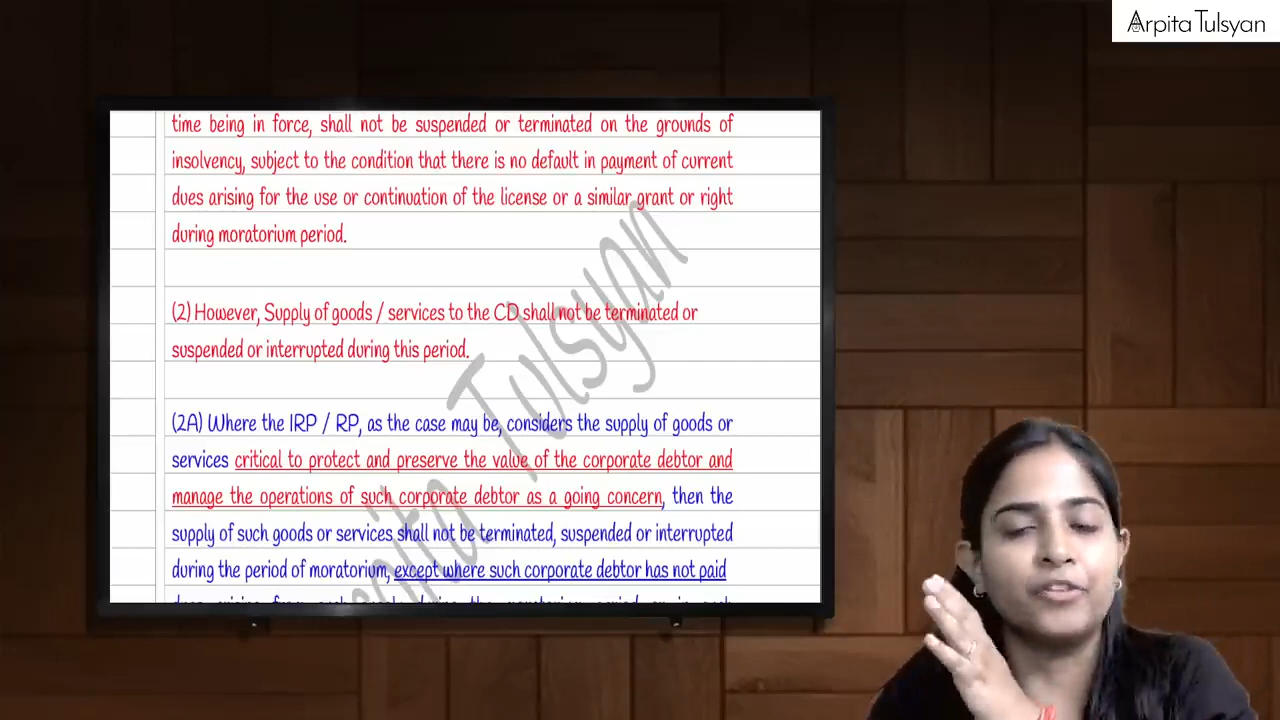 Arpita Tulsyan
time being in force, shall not be suspended or terminated on the grounds of
insolvency, subject to the condition that there is no default in payment of current
dues arising for the use or continuation of the license or a similar grant or right
during moratorium period.
(2) However, Supply of goods / services to the CD shall not be terminated or
suspended or interrupted during this period.
(2A) Where the IRP / RP, as the case may be, considers the supply of goods or
services critical to protect and preserve the value of the corporate debtor and
manage the operations of such corporate debtor as a going concern, then the
supply of such goods or services shall not be terminated, suspended or interrupted
during the period of moratorium, except where such corporate debtor has not paid
Tulsyan